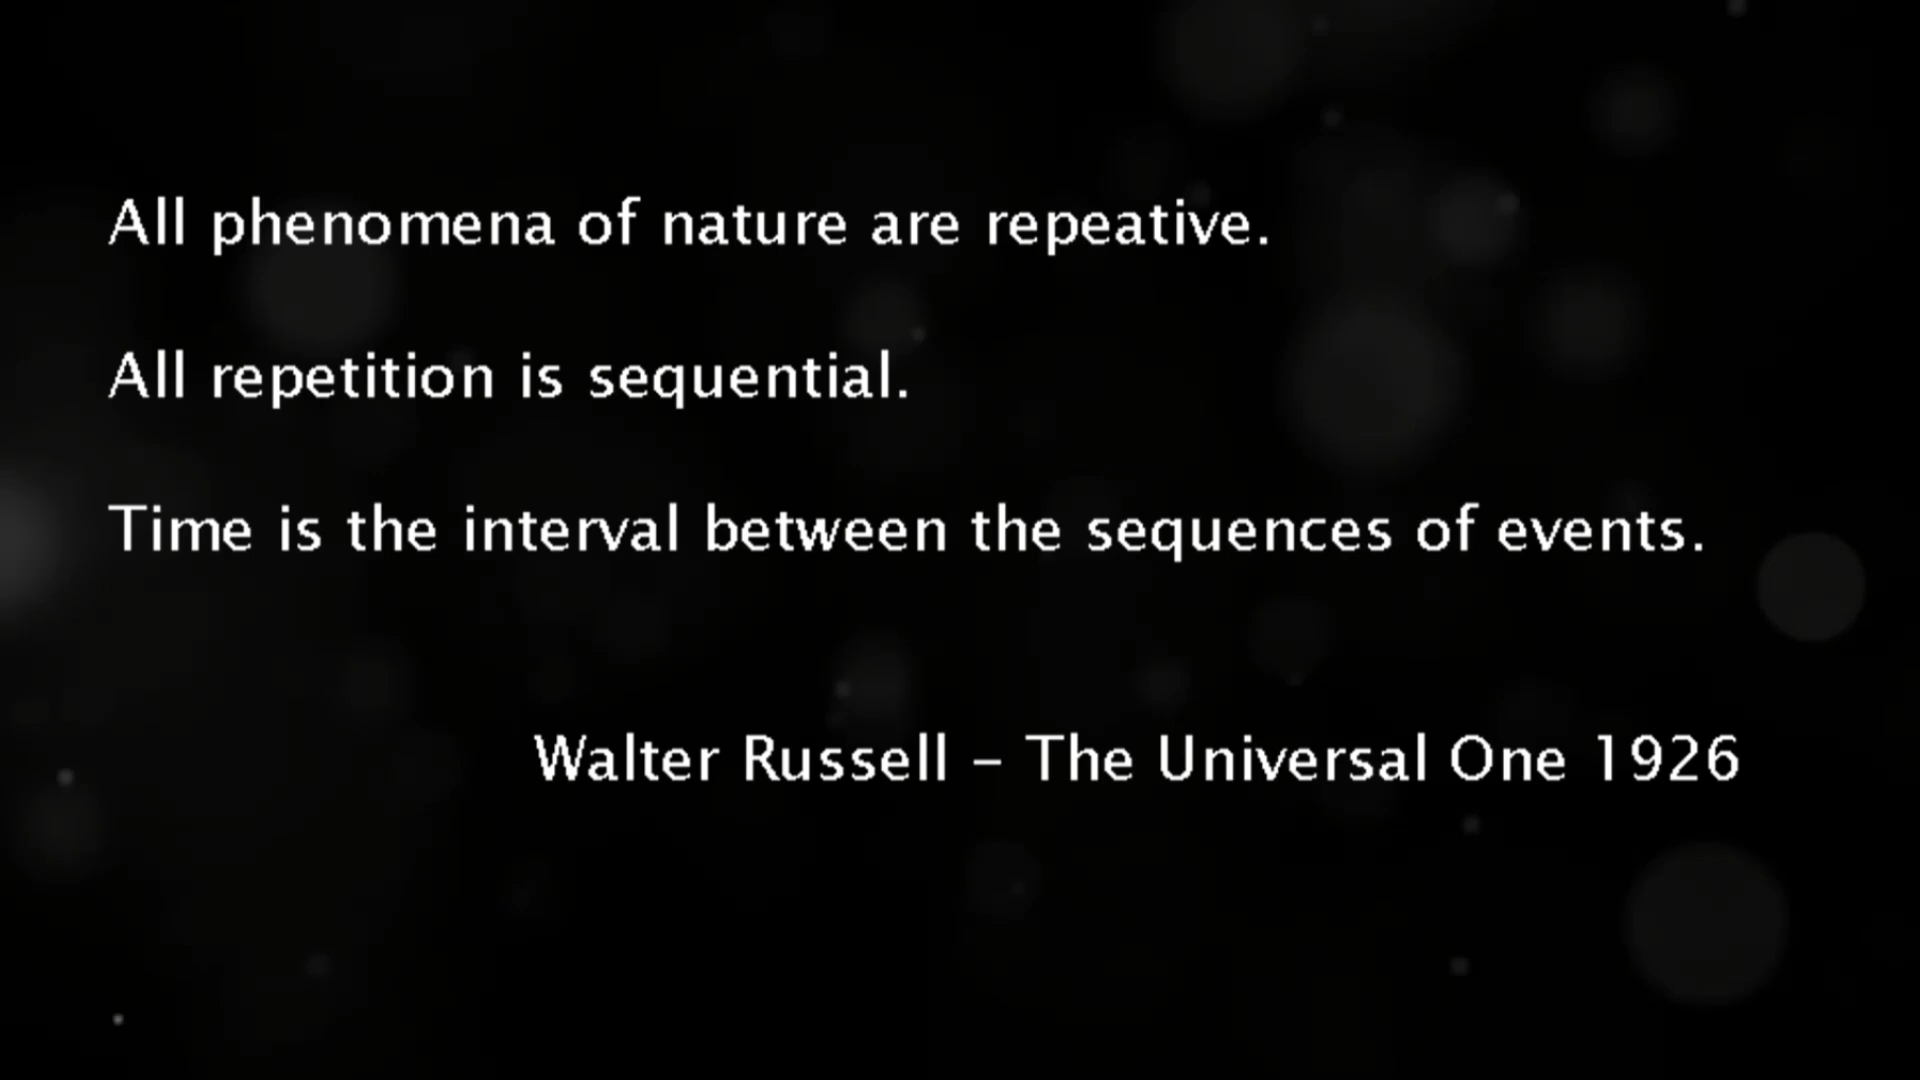 All phenomena of nature are repeative.
All repetition is sequential.
Time is the interval between the sequences of events.
Walter Russell – The Universal One 1926